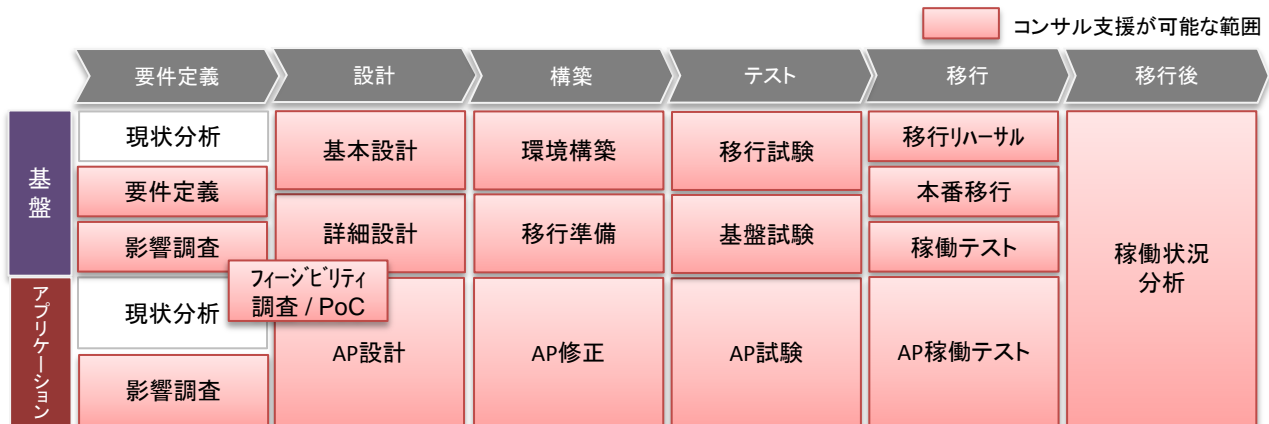 コンサル支援が可能な範囲
要件定義
設計
構築
テスト
移行
移行後
基盤
現状分析
要件定義
影響調査
基本設計
詳細設計
環境構築
移行準備
移行試験
基盤試験
移行ﾘﾊｰｻﾙ
本番移行
稼働テスト
稼働状況
分析
ﾌｨｰｼﾞﾋﾞﾘﾃｨ
調査 / PoC
アプリケーション
現状分析
影響調査
AP設計
AP修正
AP試験
AP稼働テスト